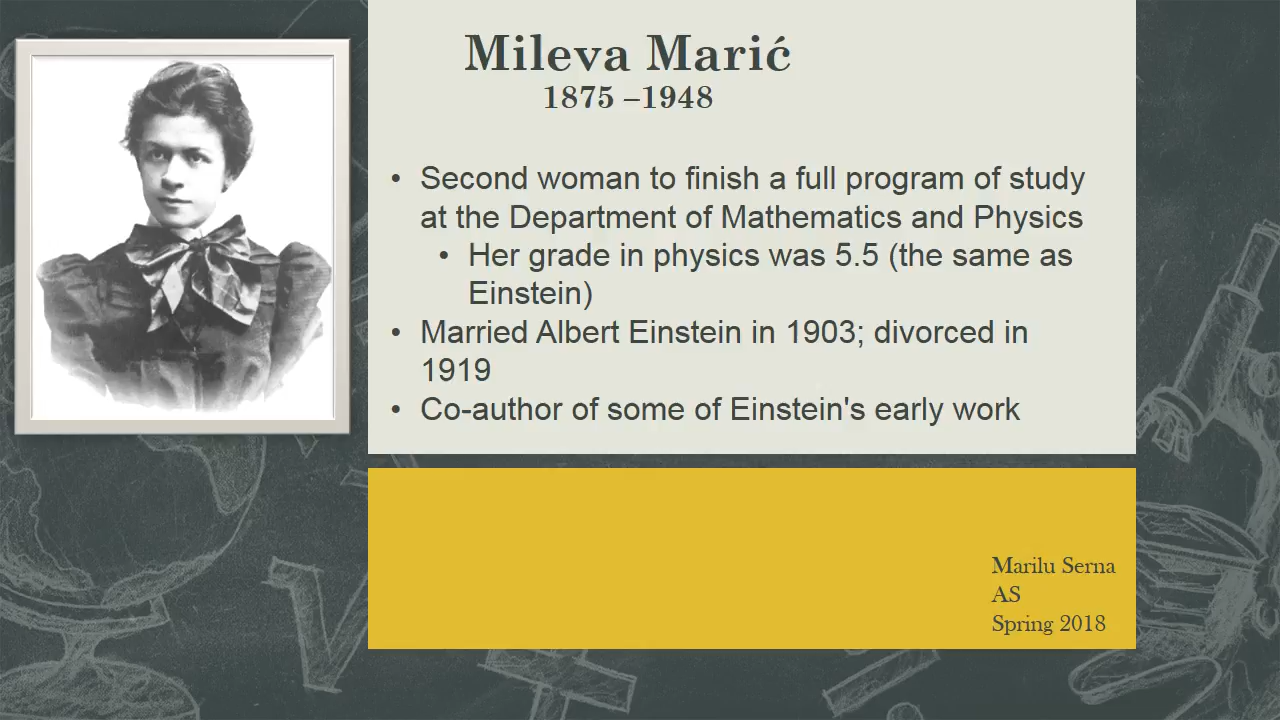 Mileva Marić
1875 –1948
• Second woman to finish a full program of study
at the Department of Mathematics and Physics
• Her grade in physics was 5.5 (the same as
Einstein)
• Married Albert Einstein in 1903; divorced in
1919
• Co-author of some of Einstein's early work
Marilu Serna
AS
Spring 2018